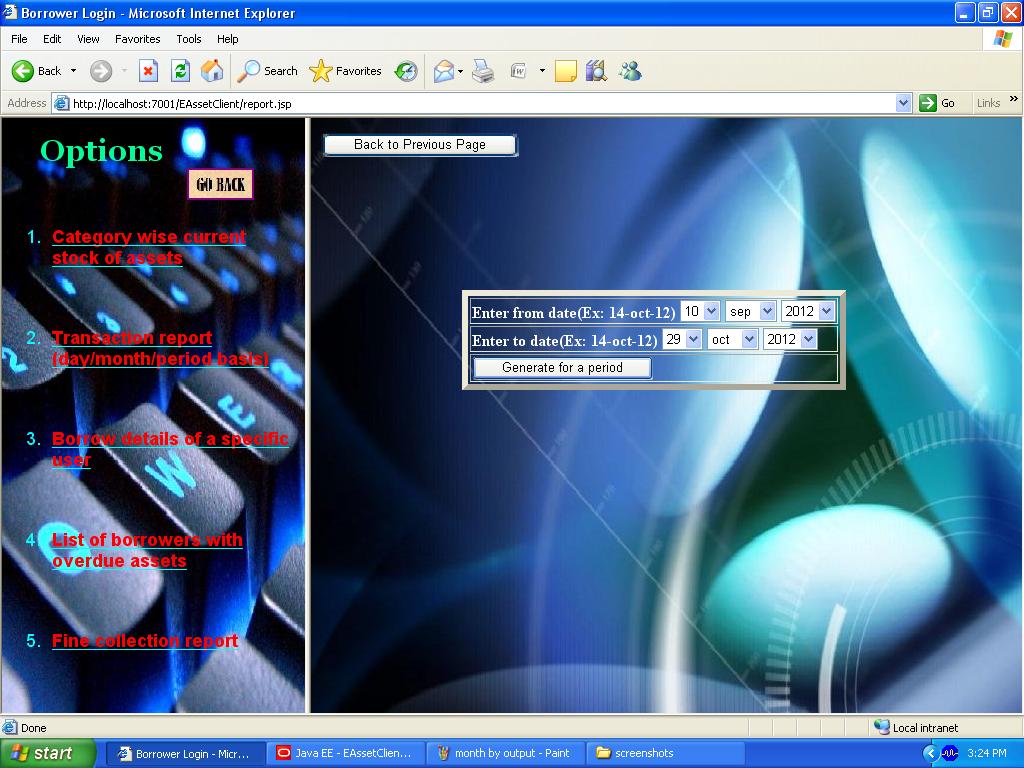 Borrower Login - Microsoft Internet Explorer
File Edit View Favorites Tools Help
Back Search Favorites
Address http://localhost:7001/EAssetClient/report.jsp Go Links »
Options
GO BACK
1. Category wise current
stock of assets
2. Transaction report
(day/month/period basis)
3. Borrow details of a specific
user
4 List of borrowers with
overdue assets
5. Fine collection report
Back to Previous Page
Enter from date(Ex: 14-oct-12) 10 sep 2012
Enter to date(Ex: 14-oct-12) 29 oct 2012
Generate for a period
Done Local intranet
start Borrower Login - Micr... Java EE - EAssetClien... month by output - Paint screenshots 3:24 PM